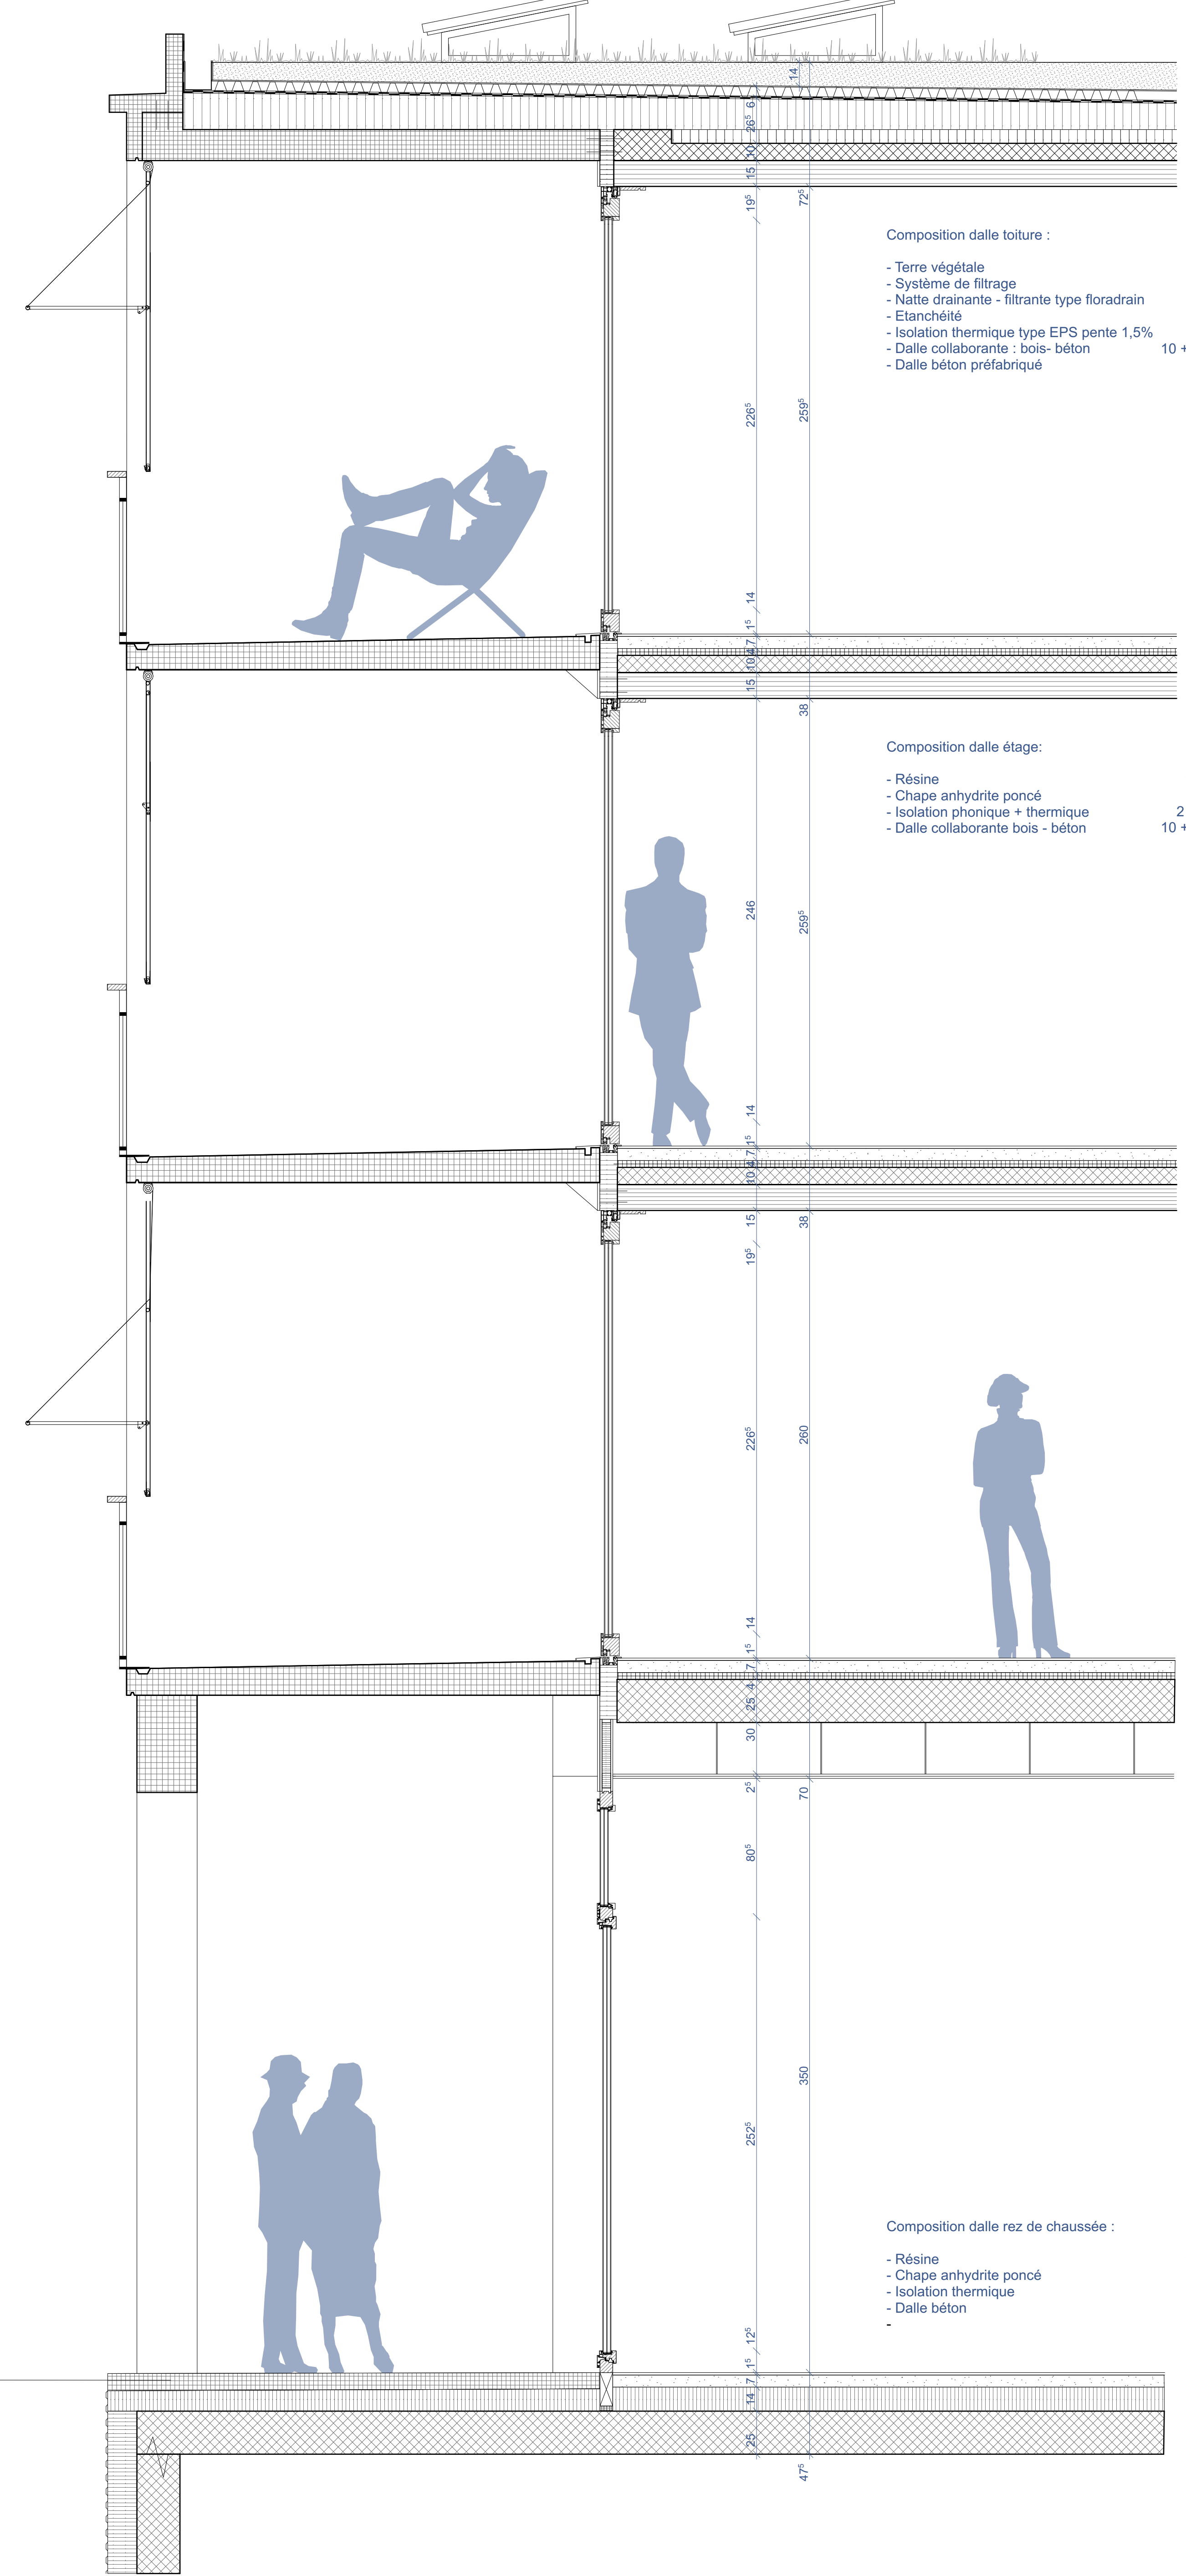 14
6
26⁵
10
15
19⁵
72⁵
Composition dalle toiture :
- Terre végétale
- Système de filtrage
- Natte drainante - filtrante type floradrain
- Etanchéité
- Isolation thermique type EPS pente 1,5%
- Dalle collaborante : bois- béton 10 +
- Dalle béton préfabriqué
226⁵
259⁵
14
1⁵
7
4
10
15
38
Composition dalle étage:
- Résine
- Chape anhydrite poncé
- Isolation phonique + thermique 2
- Dalle collaborante bois - béton 10 +
246
259⁵
14
1⁵
7
4
10
15
38
19⁵
226⁵
260
14
1⁵
7
4
25
30
2⁵
70
80⁵
350
252⁵
Composition dalle rez de chaussée :
- Résine
- Chape anhydrite poncé
- Isolation thermique
- Dalle béton
-
12⁵
1⁵
7
14
25
47⁵